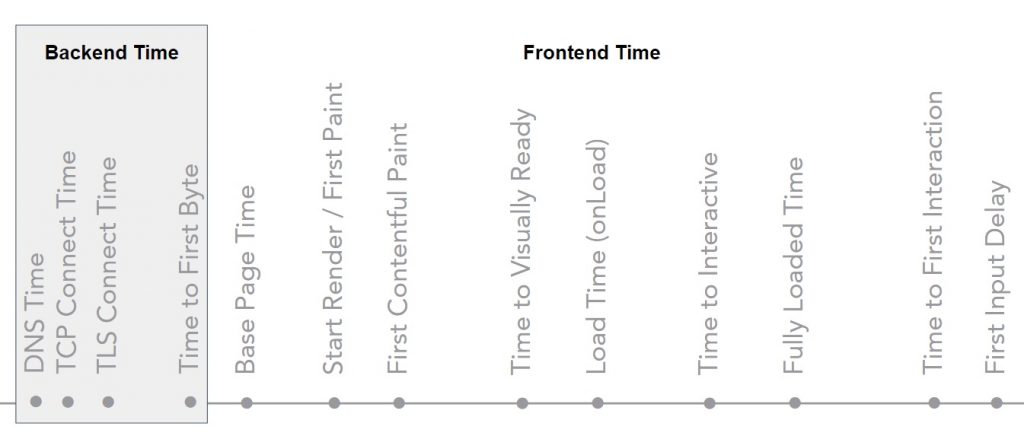 Backend Time
Frontend Time
DNS Time
TCP Connect Time
TLS Connect Time
Time to First Byte
Base Page Time
Start Render / First Paint
First Contentful Paint
Time to Visually Ready
Load Time (onLoad)
Time to Interactive
Fully Loaded Time
Time to First Interaction
First Input Delay